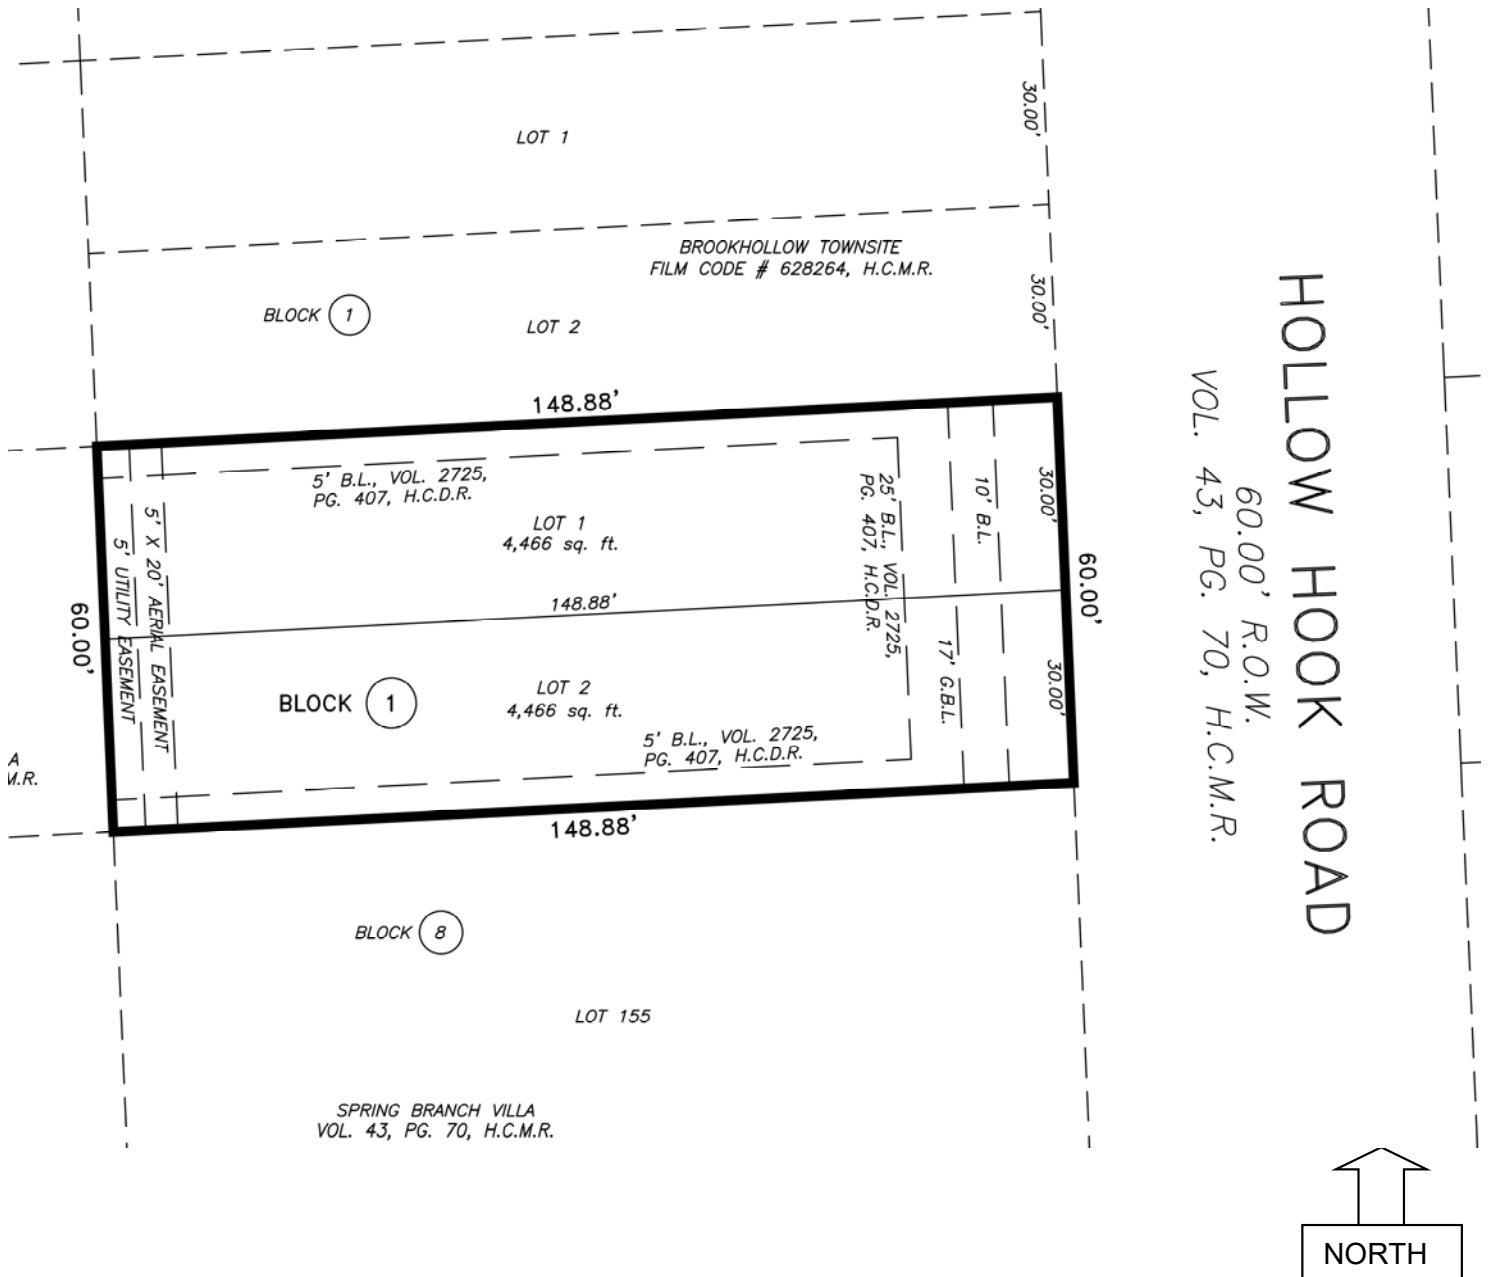 30.00'
LOT 1
BROOKHOLLOW TOWNSITE
FILM CODE # 628264, H.C.M.R.
30.00'
BLOCK 1
LOT 2
148.88'
5' B.L., VOL. 2725,
PG. 407, H.C.D.R.
25' B.L., VOL. 2725,
PG. 407, H.C.D.R.
10' B.L.
30.00'
LOT 1
4,466 sq. ft.
5' X 20' AERIAL EASEMENT
5' UTILITY EASEMENT
60.00'
148.88'
60.00'
17' G.B.L.
30.00'
BLOCK 1
LOT 2
4,466 sq. ft.
5' B.L., VOL. 2725,
PG. 407, H.C.D.R.
A
M.R.
148.88'
HOLLOW HOOK ROAD
60.00' R.O.W.
VOL. 43, PG. 70, H.C.M.R.
BLOCK 8
LOT 155
SPRING BRANCH VILLA
VOL. 43, PG. 70, H.C.M.R.
NORTH